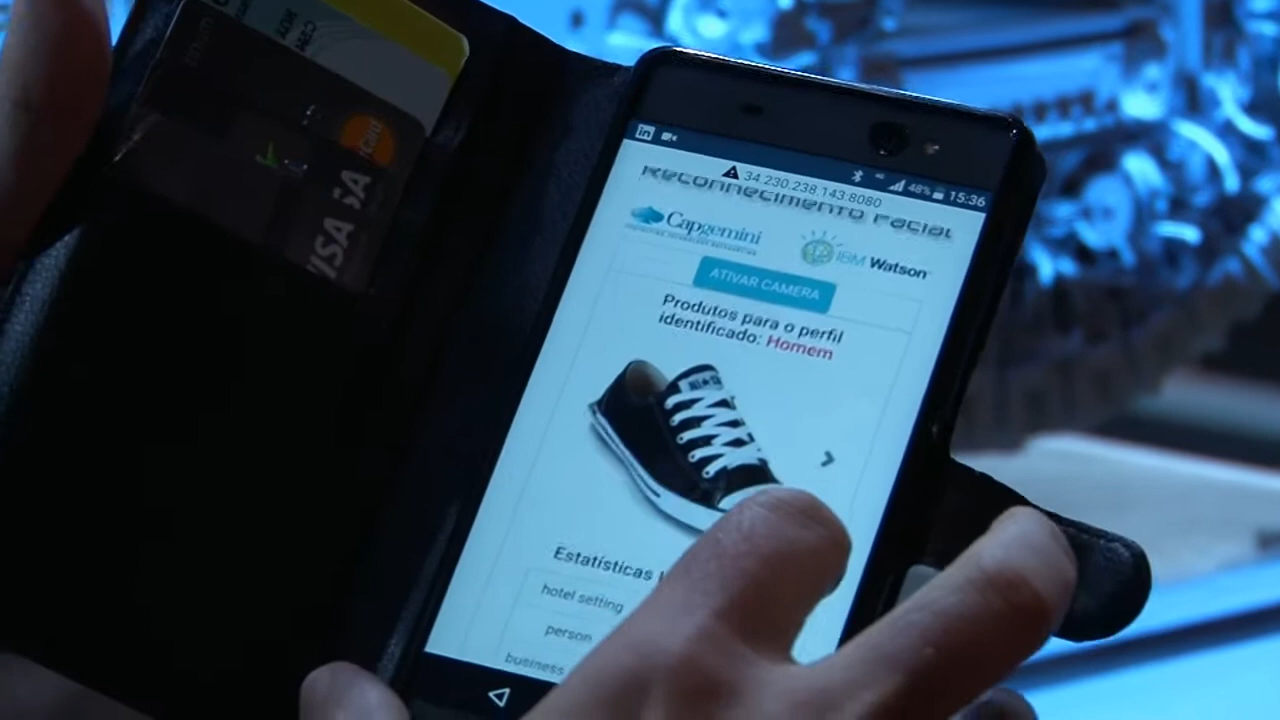 VISA
in
34.230.238.143:8080
48%
15:36
Reconhecimento Facial
Capgemini
IBM Watson
ATIVAR CAMERA
Produtos para o perfil
identificado: Homem
Estatísticas
hotel setting
person
business